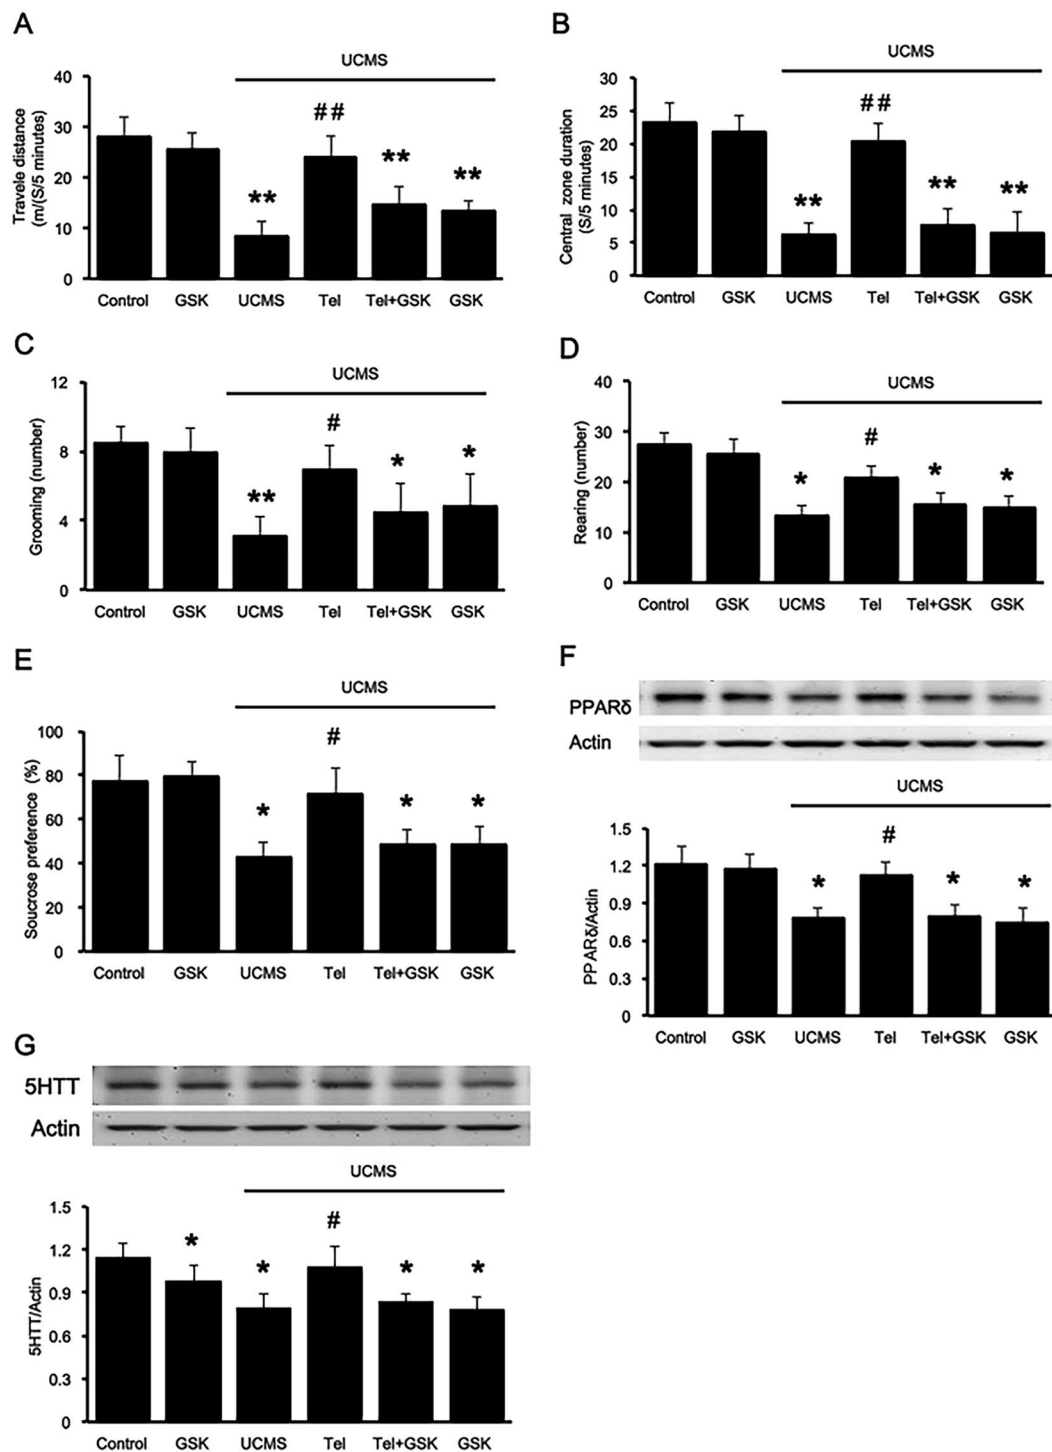 A
UCMS
Travele distance
(m/(S/5 minutes)
40
30
20
10
0
##
**
**
**
Control GSK UCMS Tel Tel+GSK GSK
B
UCMS
Central zone duration
(S/5 minutes)
30
25
20
15
10
5
0
##
**
**
**
Control GSK UCMS Tel Tel+GSK GSK
C
UCMS
Grooming (number)
12
8
4
0
#
*
*
**
Control GSK UCMS Tel Tel+GSK GSK
D
UCMS
Rearing (number)
40
30
20
10
0
#
*
*
*
Control GSK UCMS Tel Tel+GSK GSK
E
UCMS
Soucrose preference (%)
100
80
60
40
20
0
#
*
*
*
Control GSK UCMS Tel Tel+GSK GSK
F
PPARδ
Actin
UCMS
PPARδ/Actin
1.5
1.2
0.9
0.6
0.3
0
#
*
*
*
Control GSK UCMS Tel Tel+GSK GSK
G
5HTT
Actin
UCMS
5HTT/Actin
1.5
1.2
0.9
0.6
0.3
0
#
*
*
*
*
Control GSK UCMS Tel Tel+GSK GSK